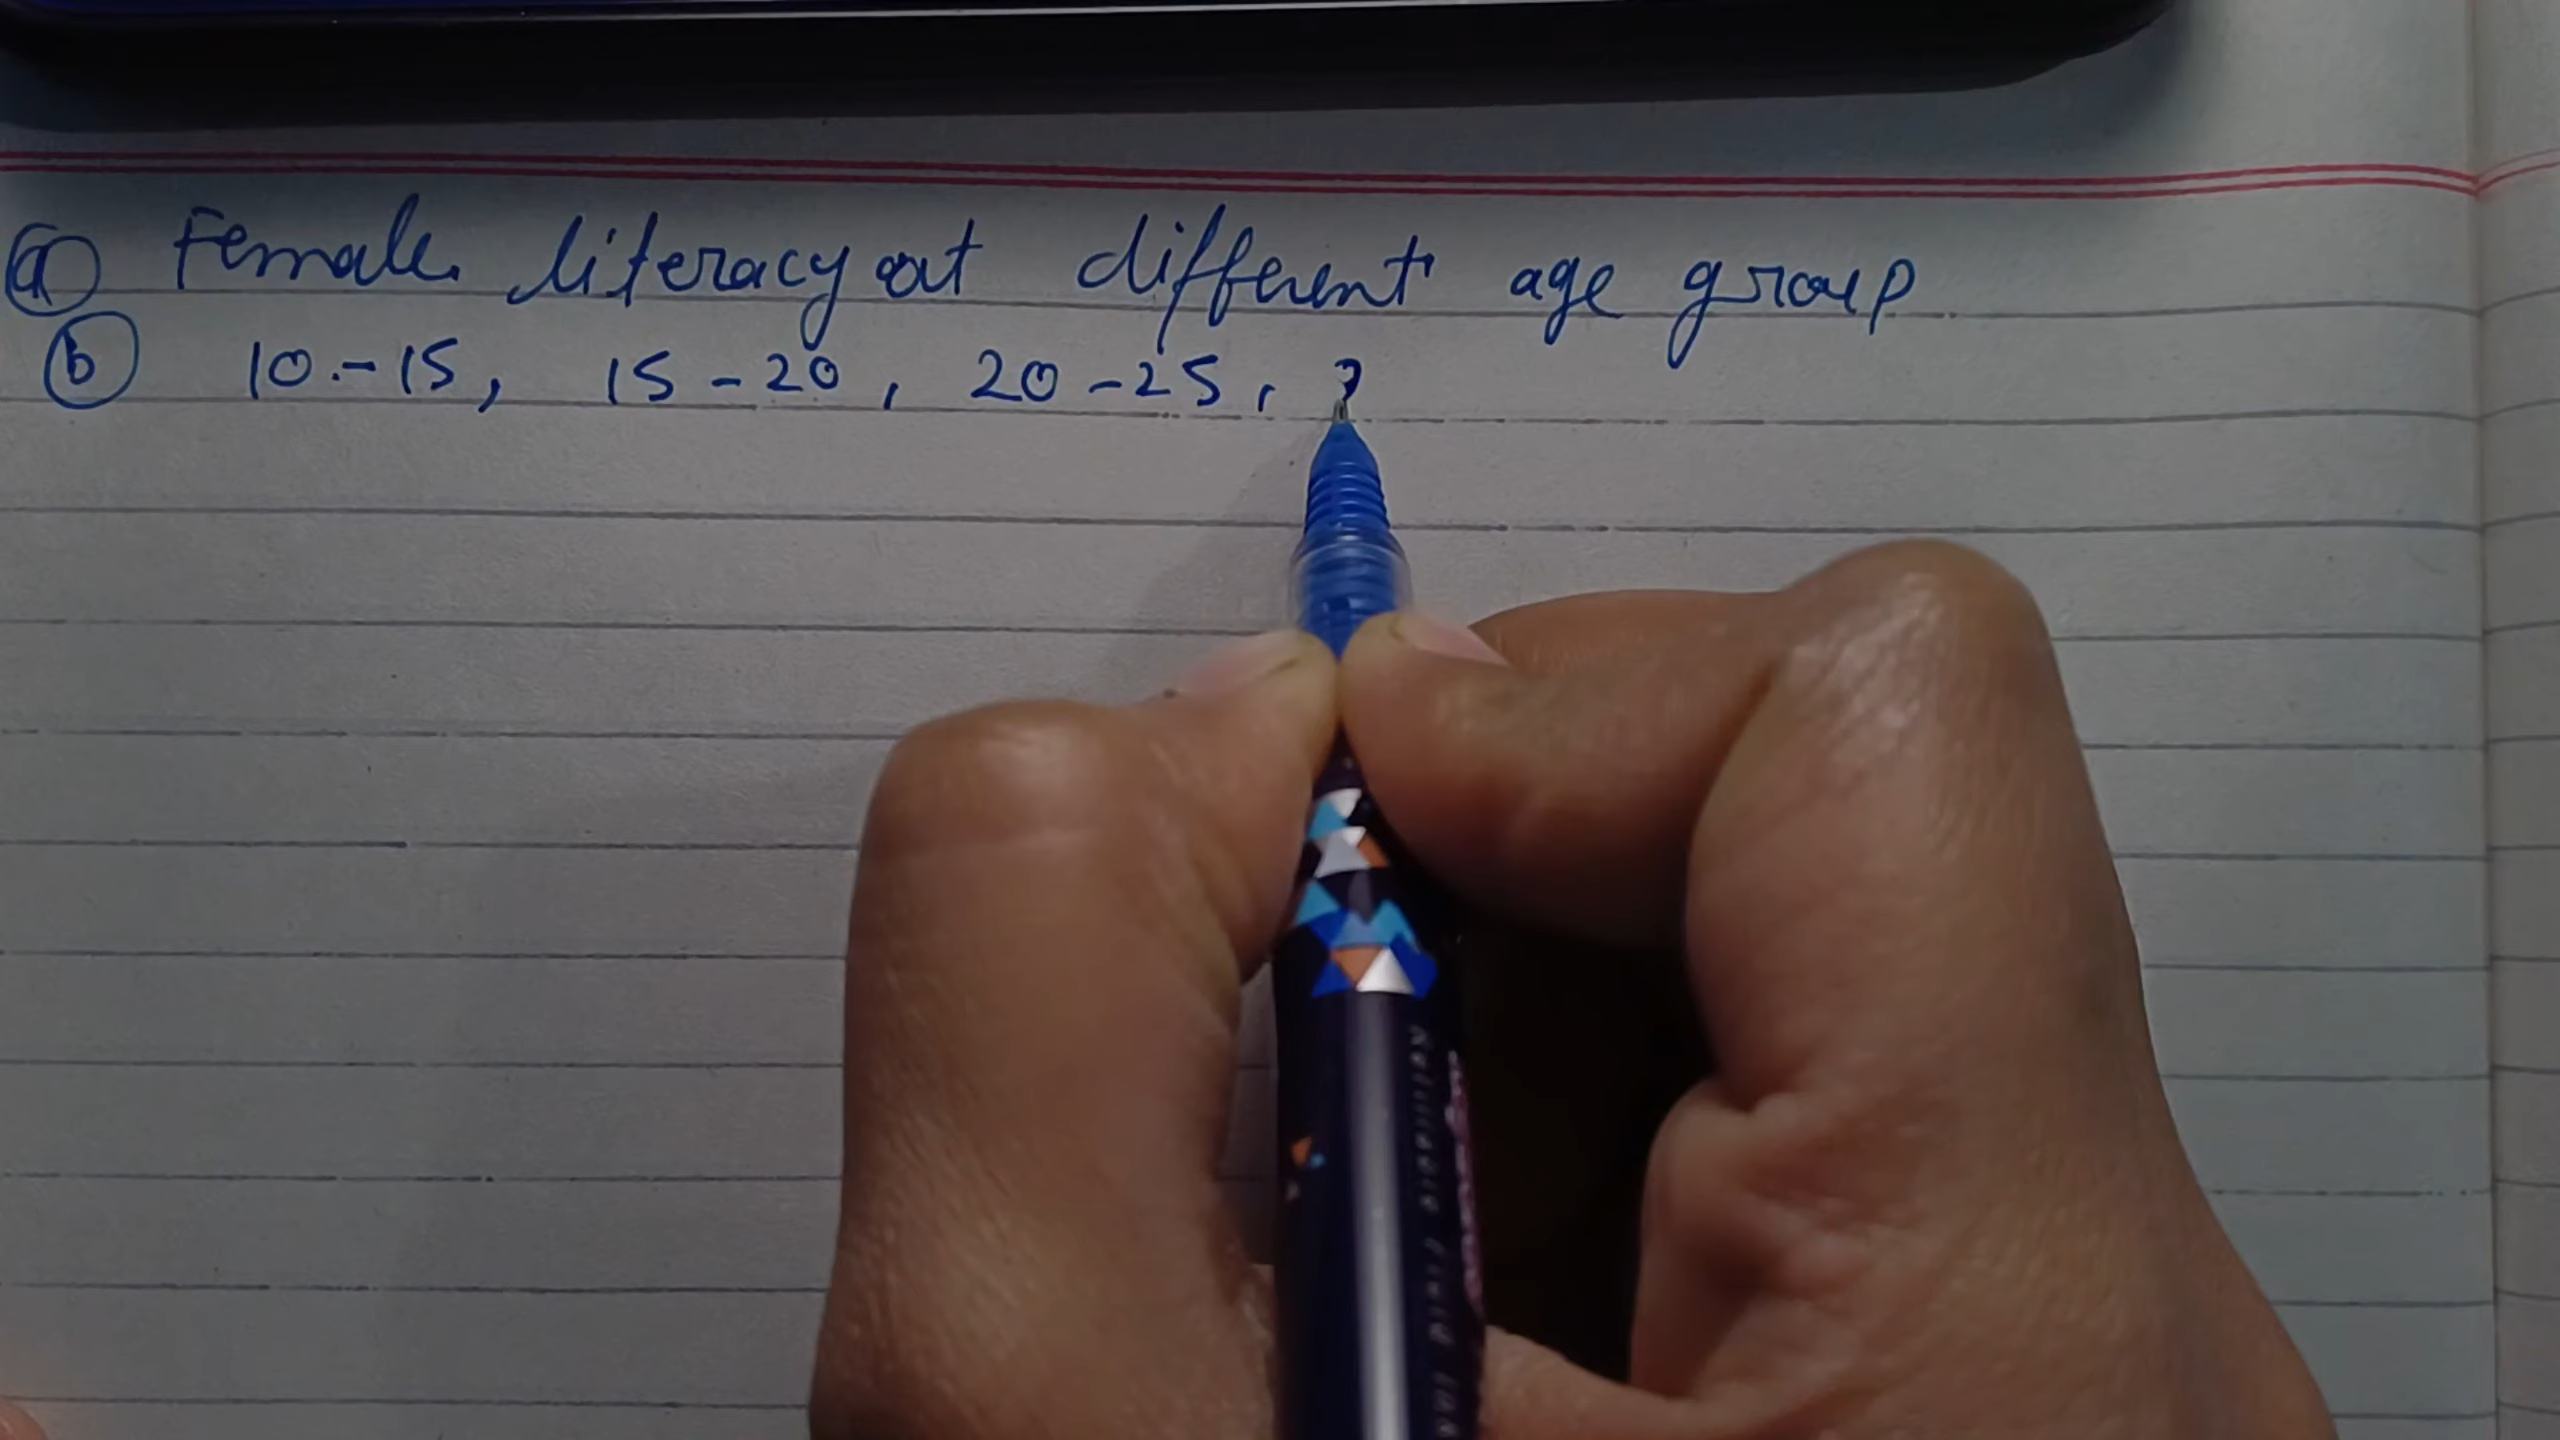 (a) Female literacy at different age group
(b) 10.-15, 15-20, 20-25,